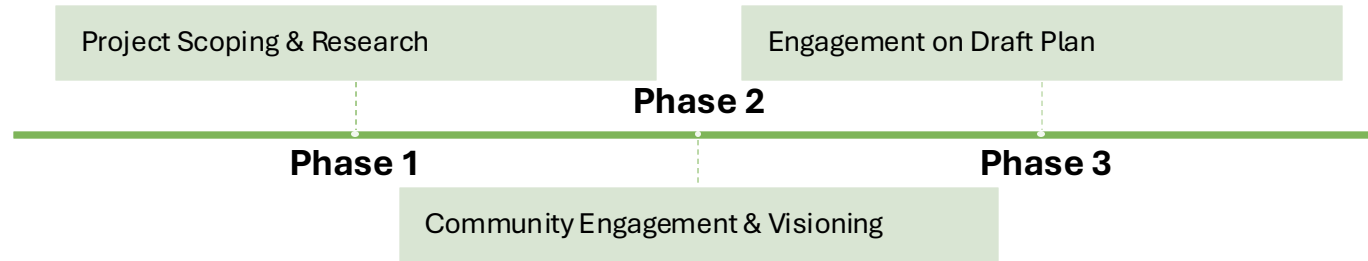 Project Scoping & Research
Engagement on Draft Plan
Phase 2
Phase 1
Phase 3
Community Engagement & Visioning